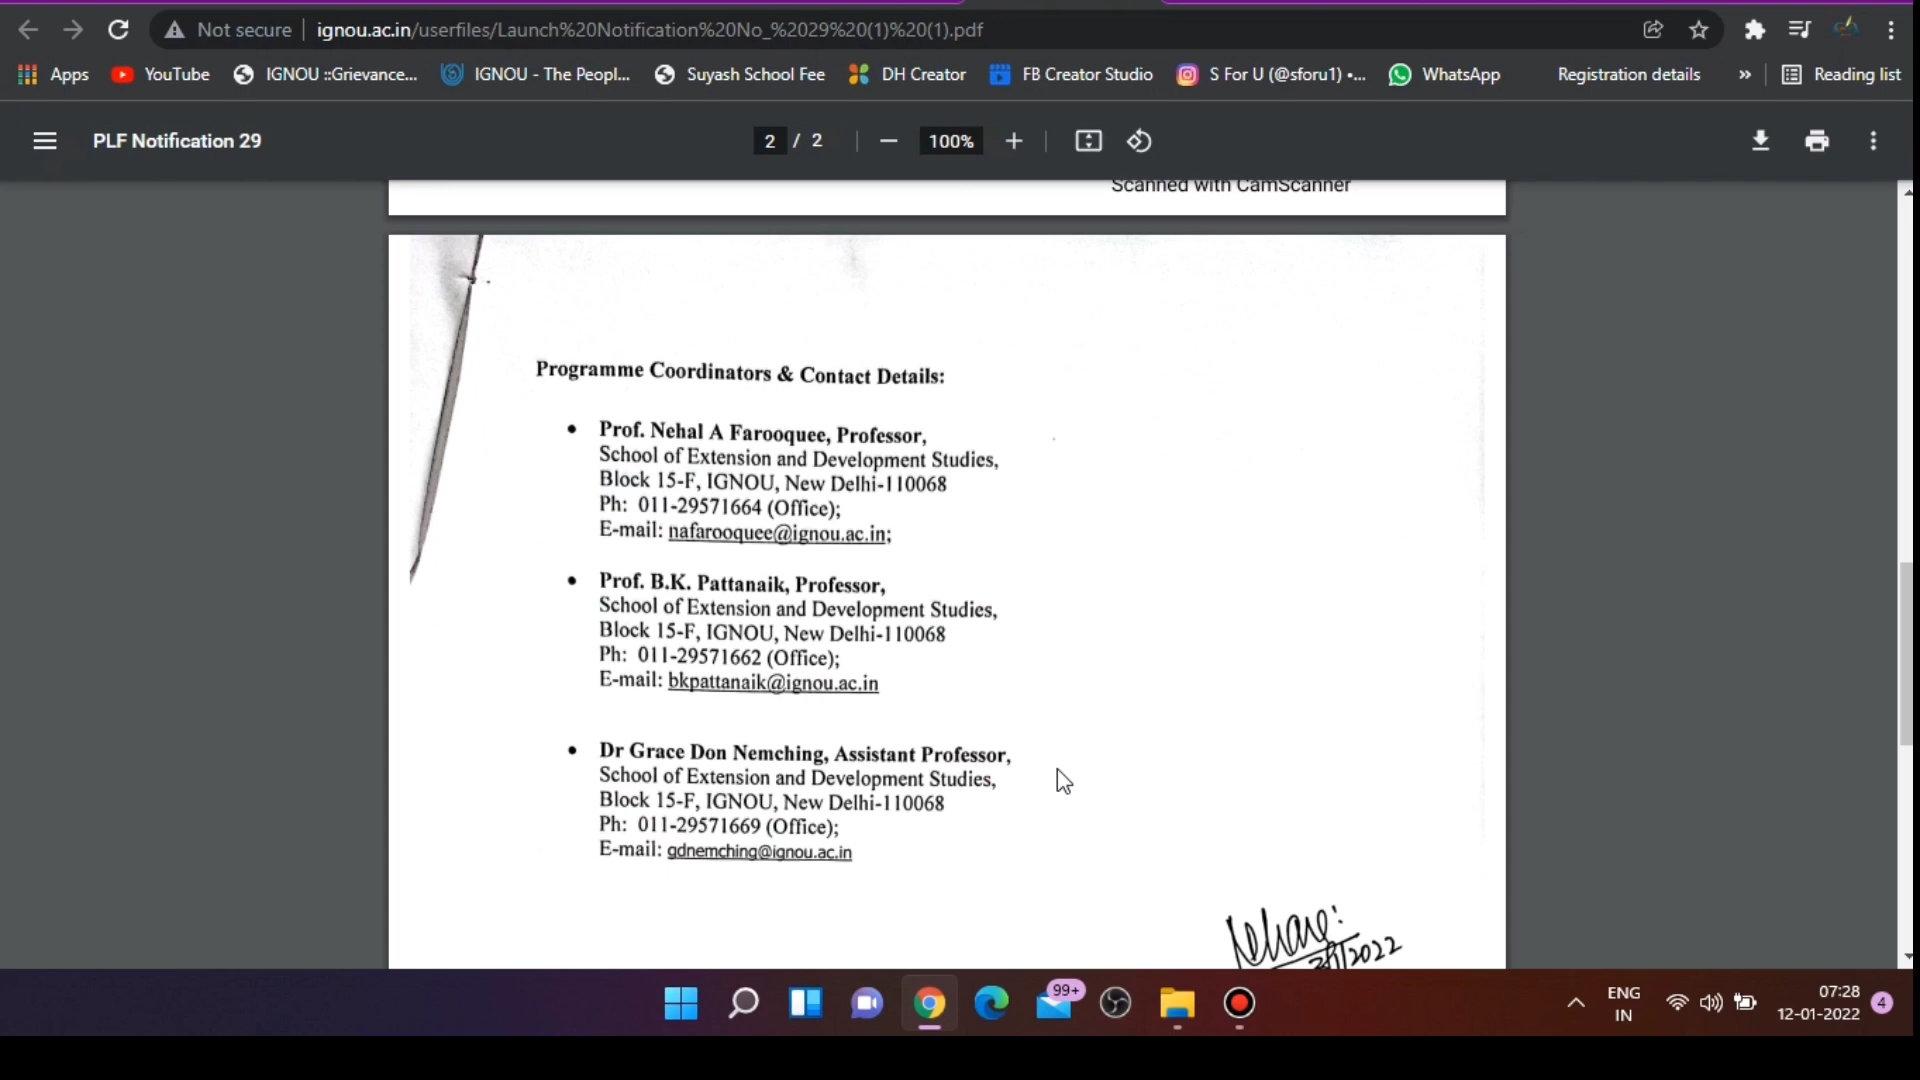 Not secure ignou.ac.in/userfiles/Launch%20Notification%20No_%2029%20(1)%20(1).pdf
Apps YouTube IGNOU ::Grievance... IGNOU - The Peopl... Suyash School Fee DH Creator FB Creator Studio S For U (@sforu1) •... WhatsApp Registration details » Reading list
PLF Notification 29 2 / 2 100%
Scanned with CamScanner
Programme Coordinators & Contact Details:
• Prof. Nehal A Farooquee, Professor,
School of Extension and Development Studies,
Block 15-F, IGNOU, New Delhi-110068
Ph: 011-29571664 (Office);
E-mail: nafarooquee@ignou.ac.in;
• Prof. B.K. Pattanaik, Professor,
School of Extension and Development Studies,
Block 15-F, IGNOU, New Delhi-110068
Ph: 011-29571662 (Office);
E-mail: bkpattanaik@ignou.ac.in
• Dr Grace Don Nemching, Assistant Professor,
School of Extension and Development Studies,
Block 15-F, IGNOU, New Delhi-110068
Ph: 011-29571669 (Office);
E-mail: gdnemching@ignou.ac.in
99+
ENG
IN
07:28
12-01-2022
4